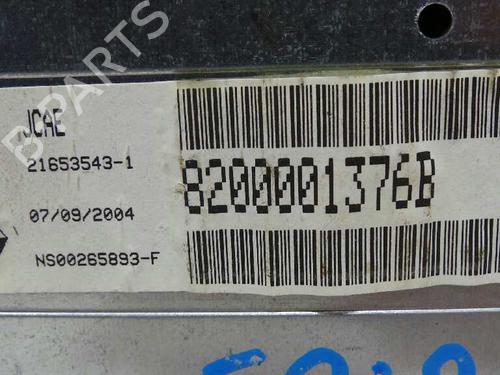 B PARTS
JCAE
21653543-1
8200001376B
07/09/2004
NS00265893-F